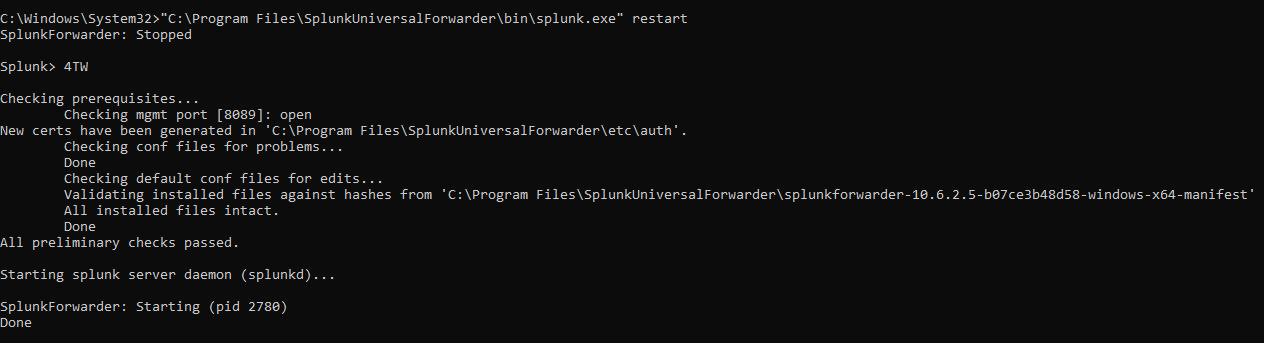 C:\Windows\System32>"C:\Program Files\SplunkUniversalForwarder\bin\splunk.exe" restart
SplunkForwarder: Stopped
Splunk> 4TW
Checking prerequisites...
Checking mgmt port [8089]: open
New certs have been generated in 'C:\Program Files\SplunkUniversalForwarder\etc\auth'.
Checking conf files for problems...
Done
Checking default conf files for edits...
Validating installed files against hashes from 'C:\Program Files\SplunkUniversalForwarder\splunkforwarder-10.6.2.5-b07ce3b48d58-windows-x64-manifest'
All installed files intact.
Done
All preliminary checks passed.
Starting splunk server daemon (splunkd)...
SplunkForwarder: Starting (pid 2780)
Done